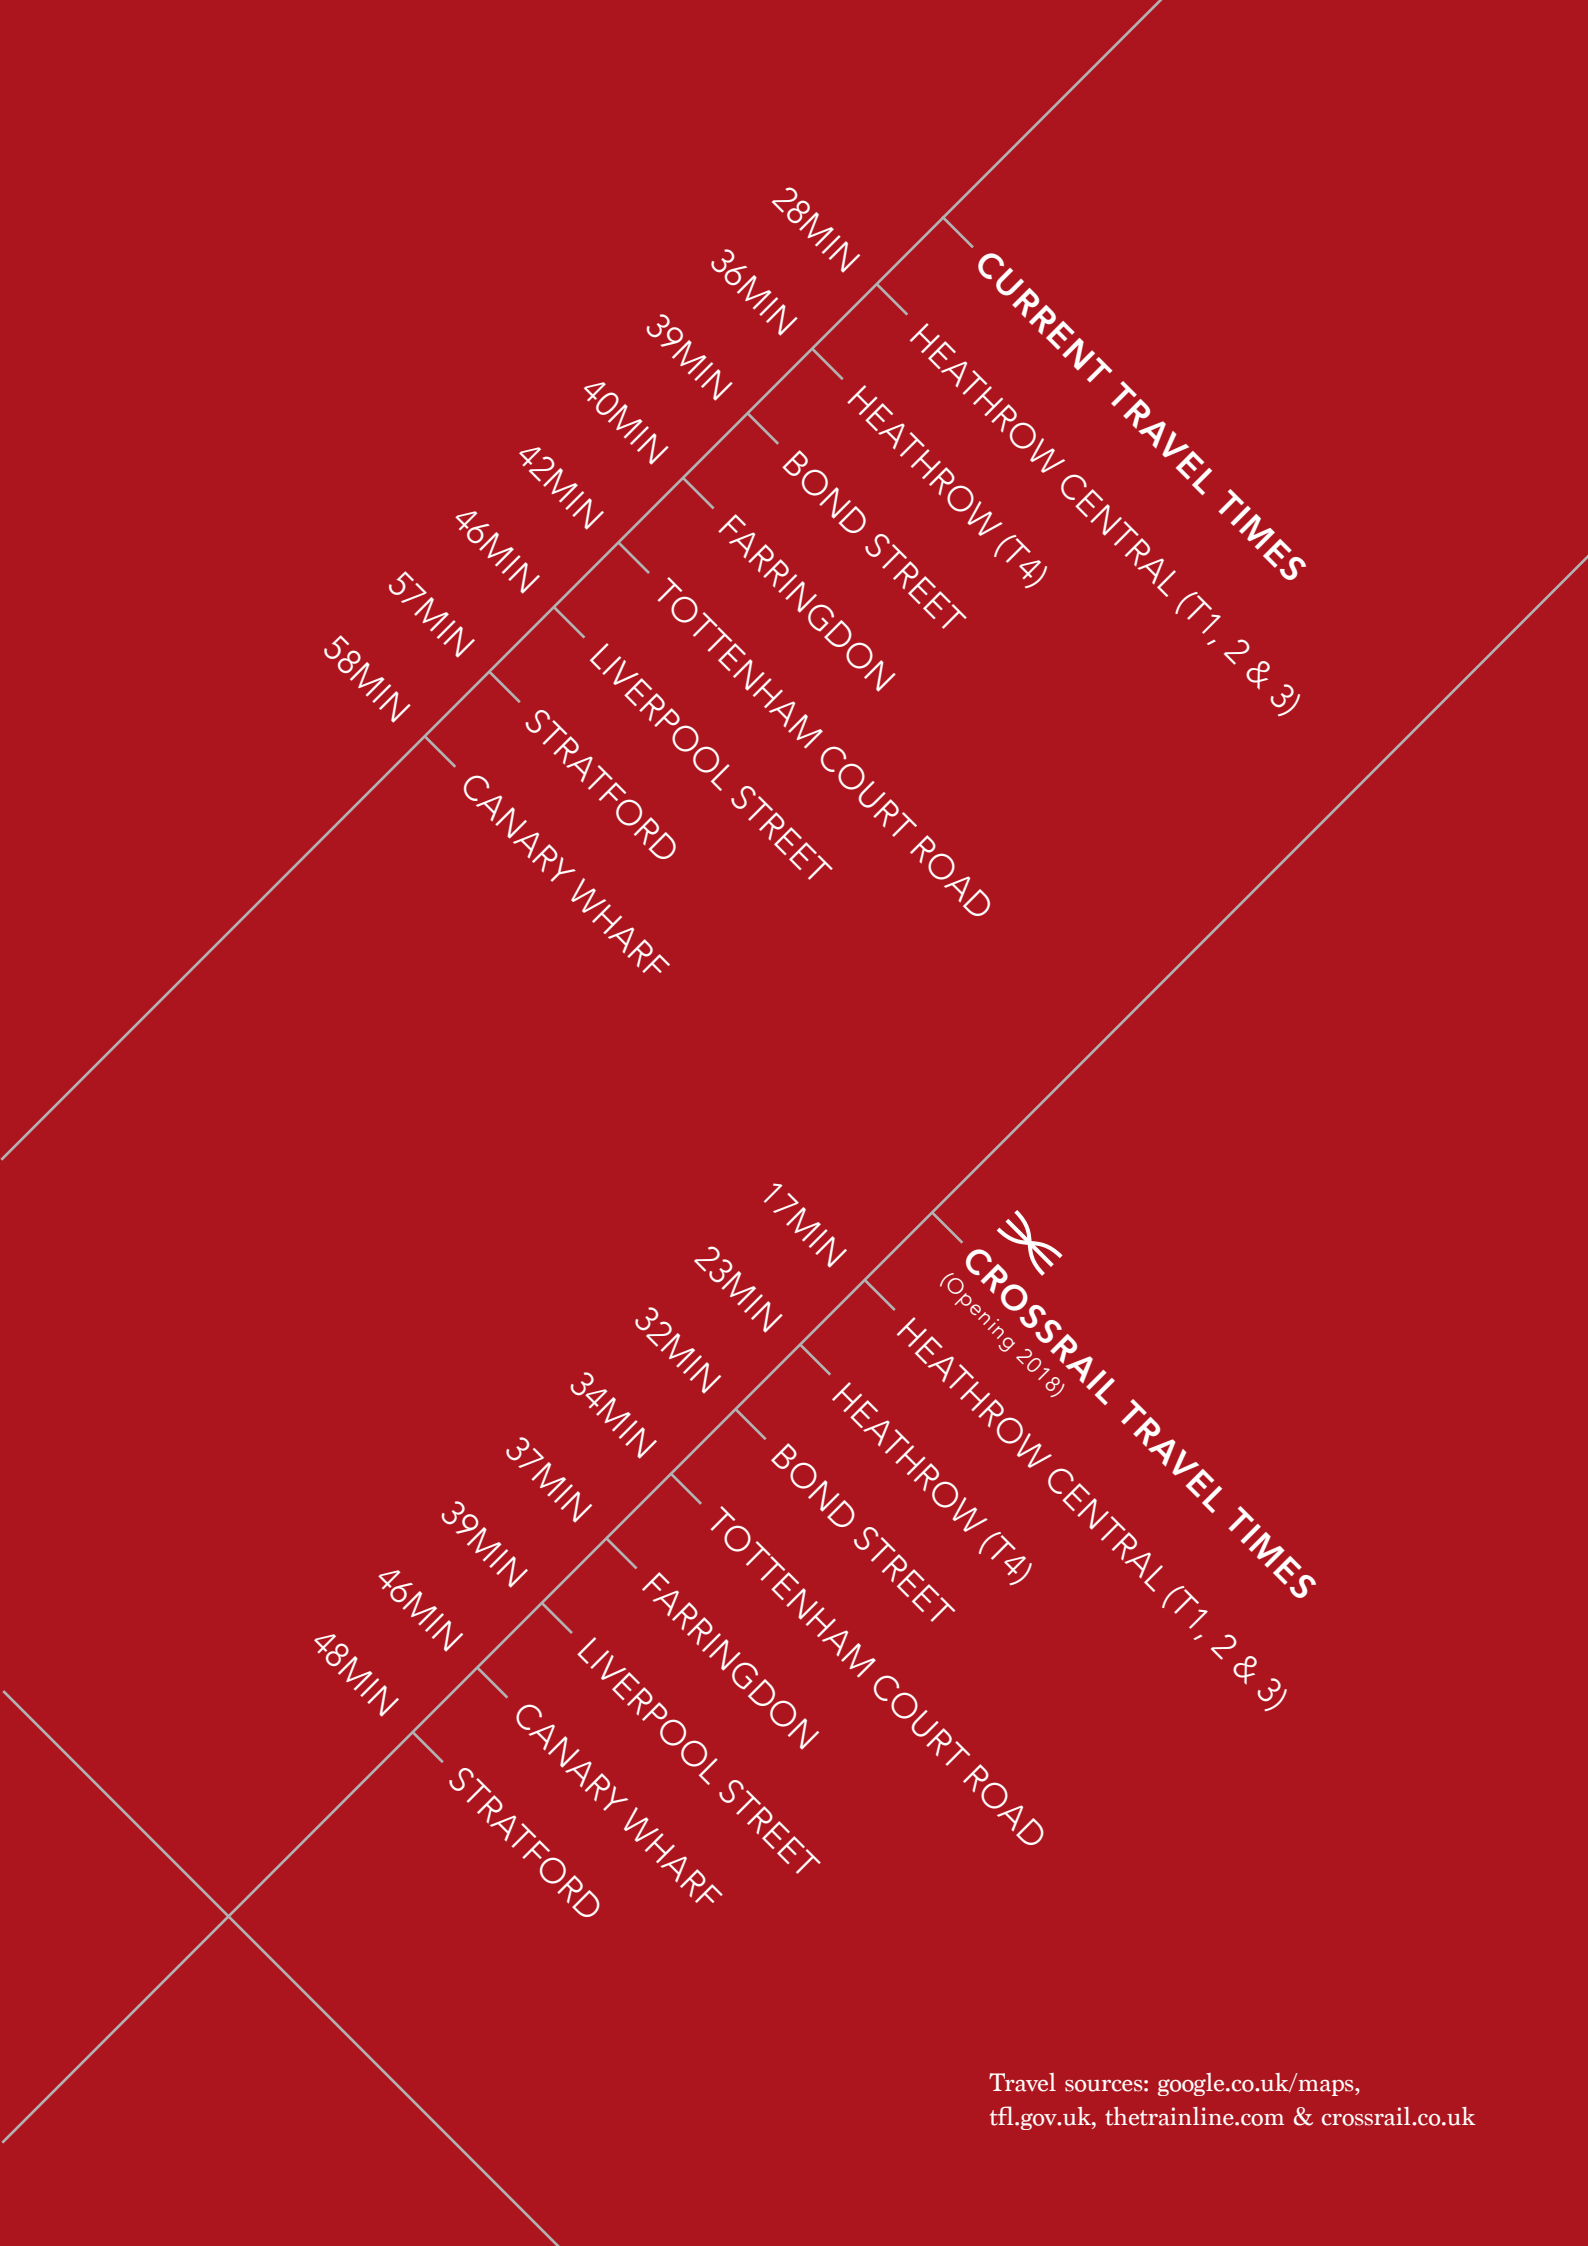 CURRENT TRAVEL TIMES
28MIN HEATHROW CENTRAL (T1, 2 & 3)
36MIN HEATHROW (T4)
39MIN BOND STREET
40MIN FARRINGDON
42MIN TOTTENHAM COURT ROAD
46MIN LIVERPOOL STREET
57MIN STRATFORD
58MIN CANARY WHARF
CROSSRAIL TRAVEL TIMES
(Opening 2018)
17MIN HEATHROW CENTRAL (T1, 2 & 3)
23MIN HEATHROW (T4)
32MIN BOND STREET
34MIN TOTTENHAM COURT ROAD
37MIN FARRINGDON
39MIN LIVERPOOL STREET
46MIN CANARY WHARF
48MIN STRATFORD
Travel sources: google.co.uk/maps,
tfl.gov.uk, thetrainline.com & crossrail.co.uk